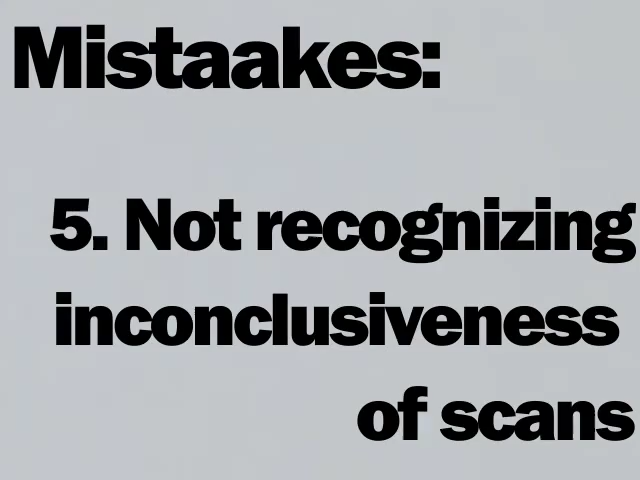 Mistaakes:
5. Not recognizing
inconclusiveness
of scans